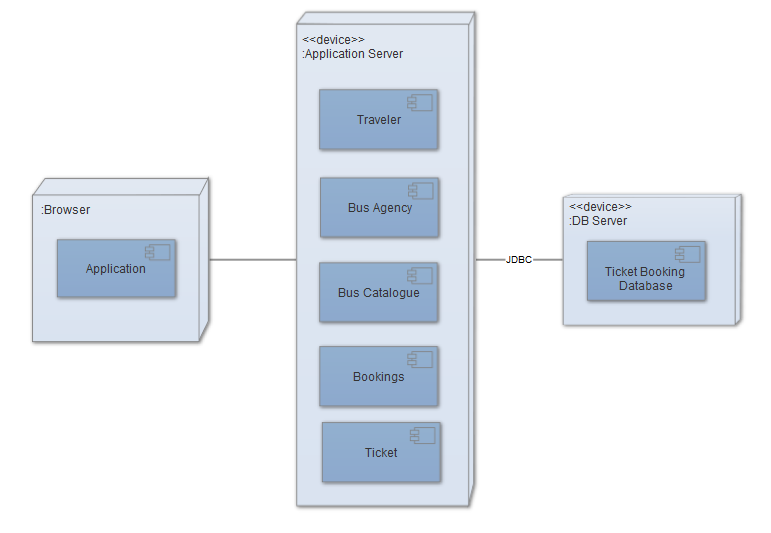 :Browser
Application
<<device>>
:Application Server
Traveler
Bus Agency
Bus Catalogue
Bookings
Ticket
JDBC
<<device>>
:DB Server
Ticket Booking
Database